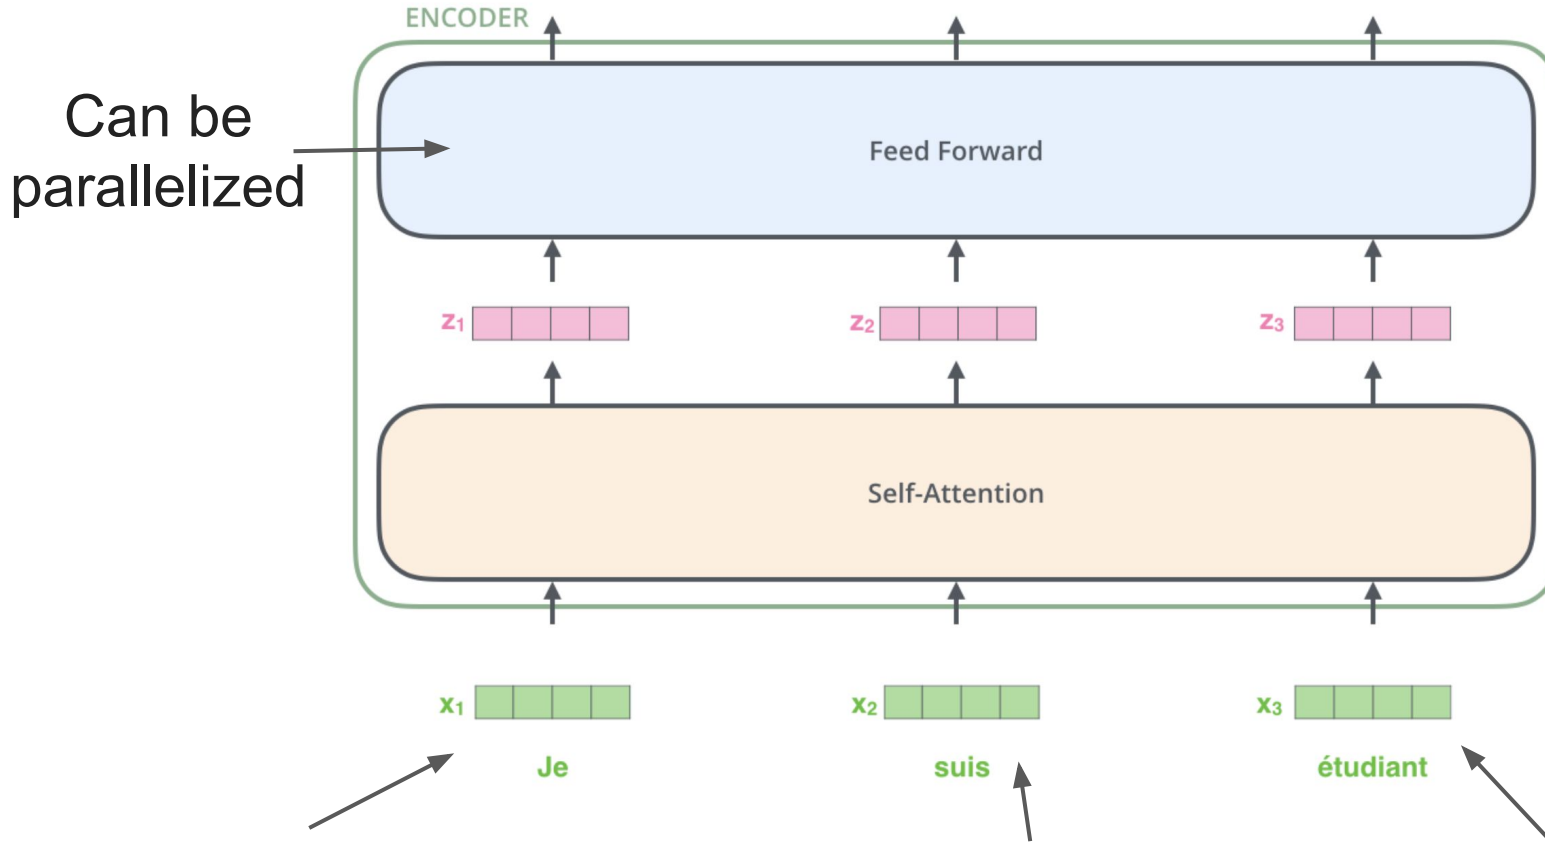 ENCODER
Can be
parallelized
Feed Forward
z₁ z₂ z₃
Self-Attention
x₁ x₂ x₃
Je suis étudiant